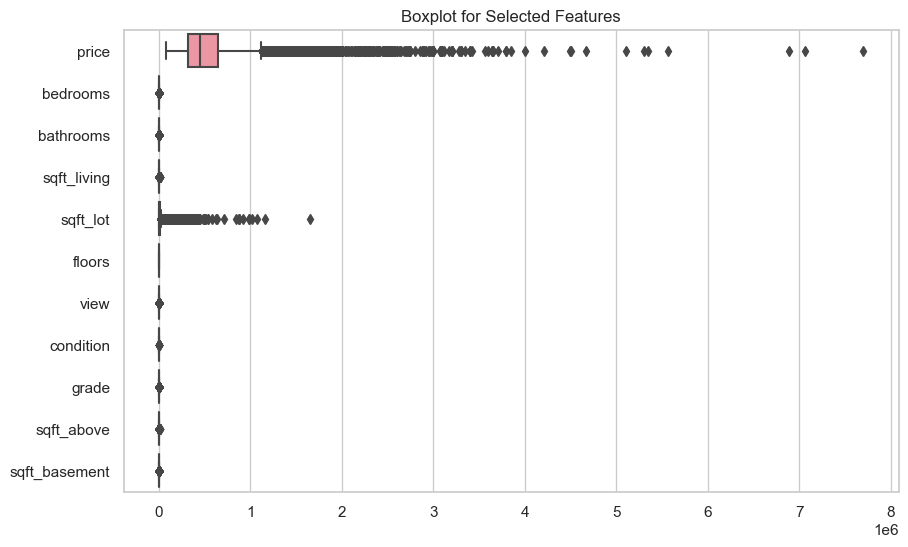 Boxplot for Selected Features
price
bedrooms
bathrooms
sqft_living
sqft_lot
floors
view
condition
grade
sqft_above
sqft_basement
0 1 2 3 4 5 6 7 8
1e6